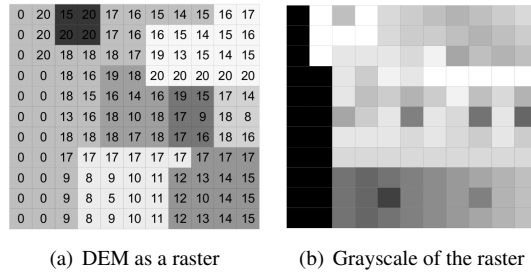 0 0 15 20 17 16 15 14 15 16 17
0 20 20 20 16 17 16 15 14 15 16
0 20 18 18 18 17 19 13 15 14 15
0 0 18 16 19 18 20 20 20 20 20
0 0 18 15 16 14 16 19 15 17 14
0 0 13 16 18 10 18 17 9 18 8
0 0 18 18 18 17 18 17 16 18 16
0 0 17 17 17 17 17 17 17 17 17
0 0 9 8 9 10 11 12 13 14 15
0 0 9 8 5 10 11 12 10 14 15
0 0 9 8 9 10 11 12 13 14 15
(a) DEM as a raster
(b) Grayscale of the raster